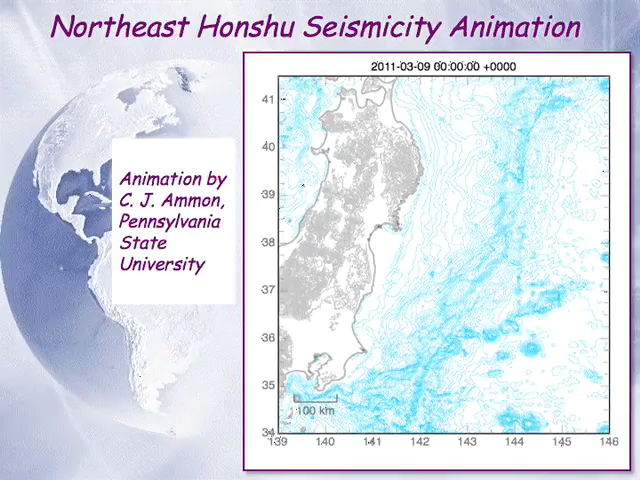 Northeast Honshu Seismicity Animation
2011-03-09 00:00:00 +0000
Animation by
C. J. Ammon,
Pennsylvania
State
University
41
40
39
38
37
36
35
34
100 km
139 140 141 142 143 144 145 146